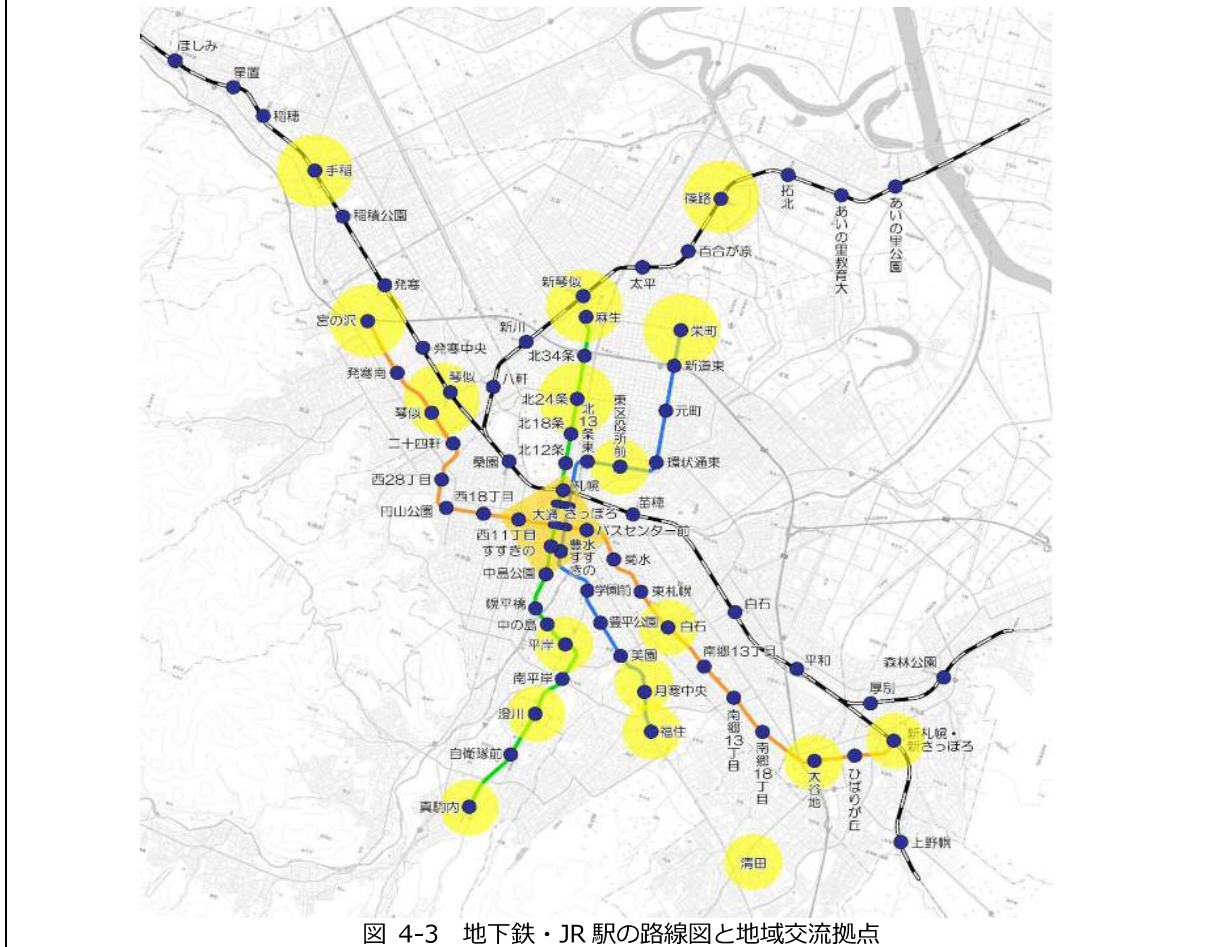 ほしみ
星置
稲穂
手稲
稲積公園
発寒
宮の沢
発寒中央
発寒南
琴似
琴似
二十四軒
桑園
西28丁目
円山公園
西18丁目
西11丁目
大通
さっぽろ
札幌
苗穂
バスセンター前
すすきの
豊水
すすきの
中島公園
幌平橋
中の島
平岸
南平岸
澄川
自衛隊前
真駒内
篠路
拓北
あいの里教育大
あいの里公園
百合が原
太平
新琴似
麻生
新川
八軒
北34条
北24条
北18条
北12条
北13条東
東区役所前
栄町
新道東
元町
環状通東
菊水
東札幌
白石
南郷13丁目
南郷13丁目
南郷18丁目
大谷地
ひばりが丘
新札幌・
新さっぽろ
学園前
豊平公園
美園
月寒中央
福住
白石
平和
厚別
森林公園
上野幌
清田
図 4-3 地下鉄・JR 駅の路線図と地域交流拠点